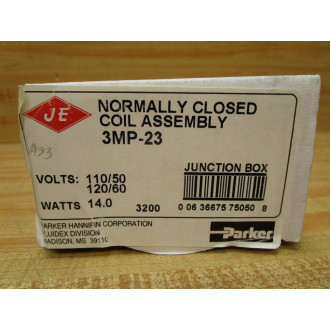 JE
NORMALLY CLOSED
COIL ASSEMBLY
3MP-23
JUNCTION BOX
VOLTS: 110/50
120/60
WATTS 14.0
3200
0 06 36675 75050 8
PARKER HANNIFIN CORPORATION
LUIDEX DIVISION
MADISON, MS 39110
Parker